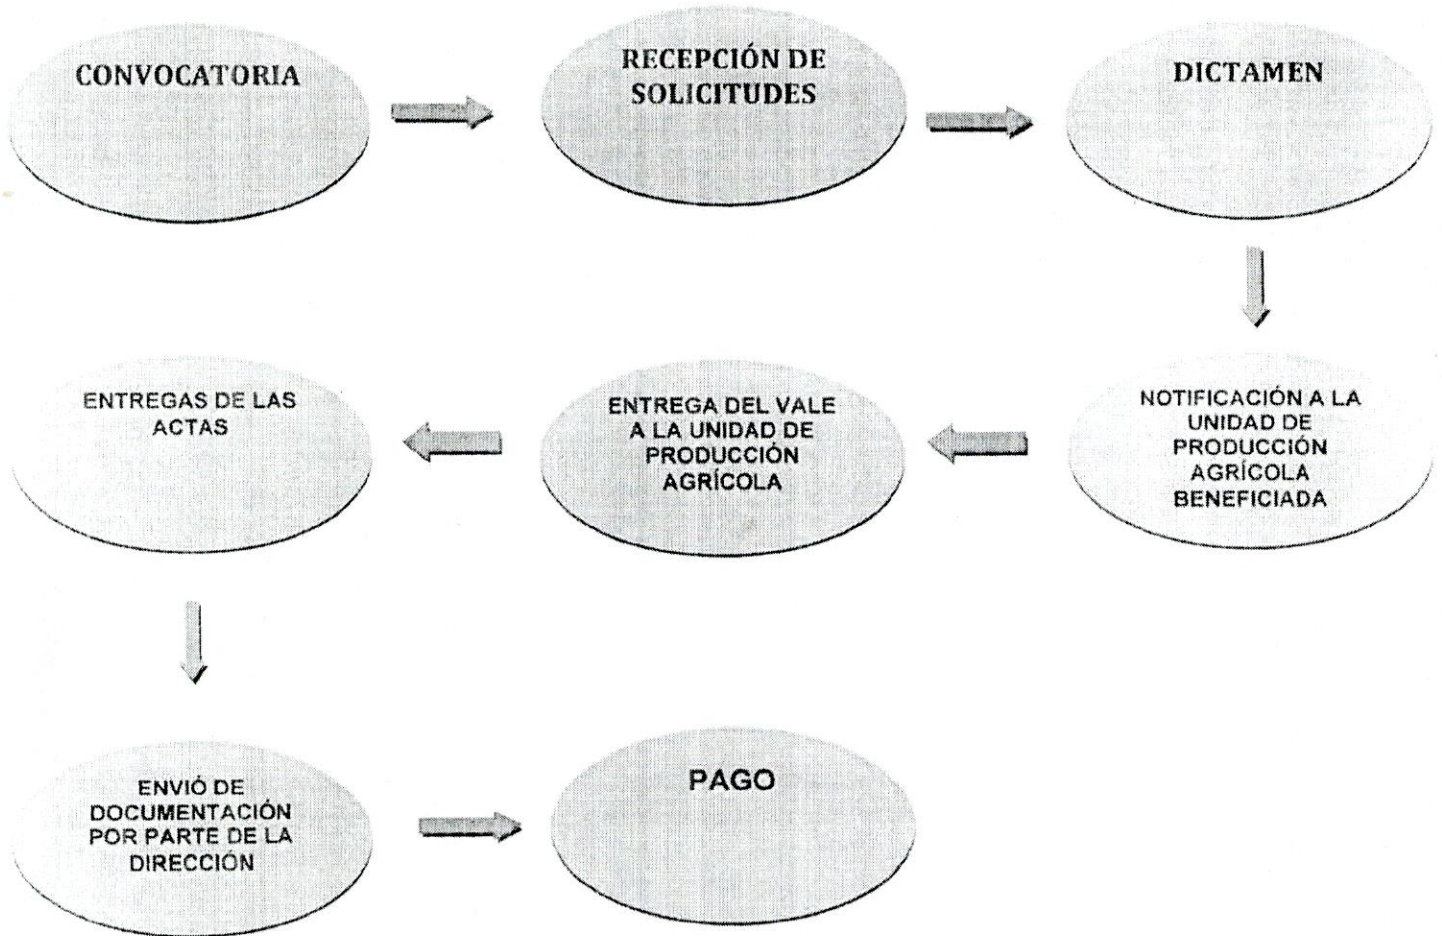 CONVOCATORIA
RECEPCIÓN DE
SOLICITUDES
DICTAMEN
NOTIFICACIÓN A LA
UNIDAD DE
PRODUCCIÓN
AGRÍCOLA
BENEFICIADA
ENTREGA DEL VALE
A LA UNIDAD DE
PRODUCCIÓN
AGRÍCOLA
ENTREGAS DE LAS
ACTAS
ENVIÓ DE
DOCUMENTACIÓN
POR PARTE DE LA
DIRECCIÓN
PAGO